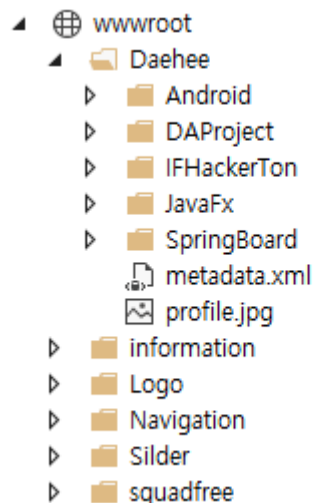 wwwroot
Daehee
Android
DAProject
IFHackerTon
JavaFx
SpringBoard
metadata.xml
profile.jpg
information
Logo
Navigation
Silder
squadfree